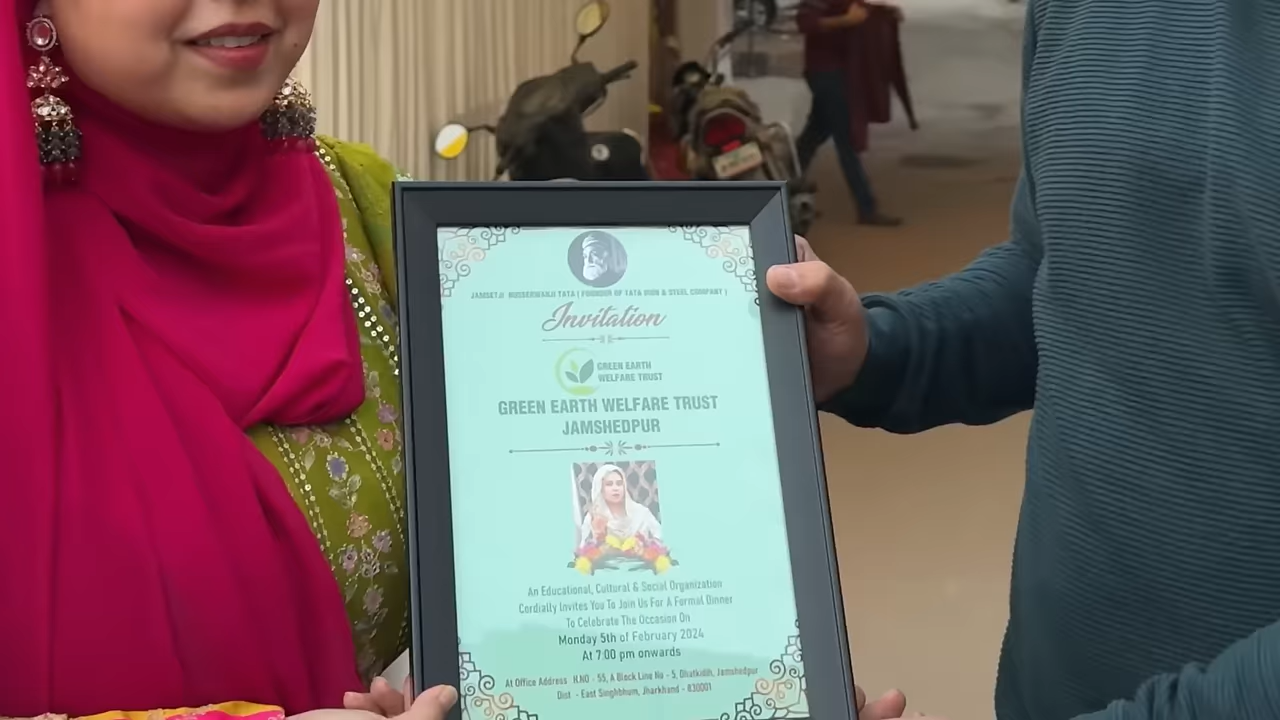 JAMSETJI NUSSERWANJI TATA ( FOUNDER OF TATA IRON & STEEL COMPANY )
Invitation
GREEN EARTH
WELFARE TRUST
GREEN EARTH WELFARE TRUST
JAMSHEDPUR
An Educational, Cultural & Social Organization
Cordially Invites You To Join Us For A Formal Dinner
To Celebrate The Occasion On
Monday 5th of February 2024
At 7:00 pm onwards
At Office Address : H.NO - 55, A Block Line No - 5, Dhatkidih, Jamshedpur
Dist - East Singhbhum, Jharkhand - 830001